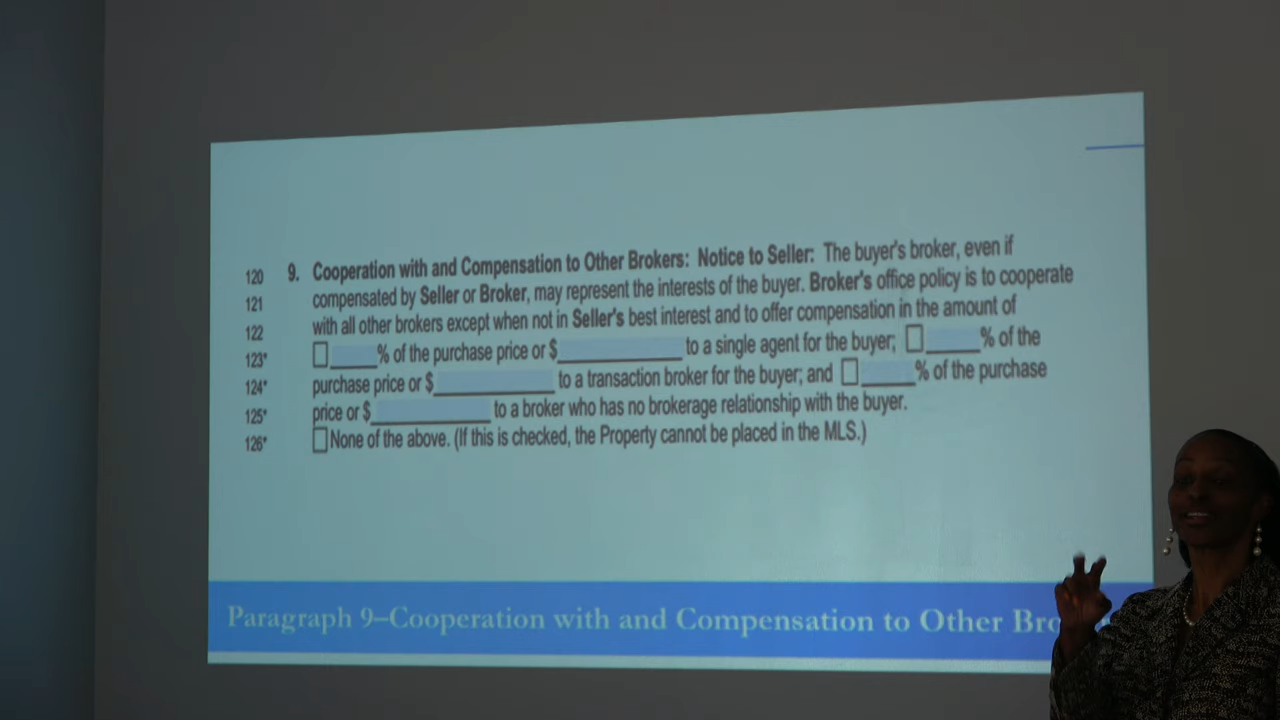 120 9. Cooperation with and Compensation to Other Brokers: Notice to Seller: The buyer's broker, even if
121 compensated by Seller or Broker, may represent the interests of the buyer. Broker's office policy is to cooperate
122 with all other brokers except when not in Seller's best interest and to offer compensation in the amount of
123* ☐ ____% of the purchase price or $____________ to a single agent for the buyer; ☐ ____% of the
124* purchase price or $____________ to a transaction broker for the buyer; and ☐ ____% of the purchase
125* price or $____________ to a broker who has no brokerage relationship with the buyer.
126* ☐ None of the above. (If this is checked, the Property cannot be placed in the MLS.)
Paragraph 9–Cooperation with and Compensation to Other